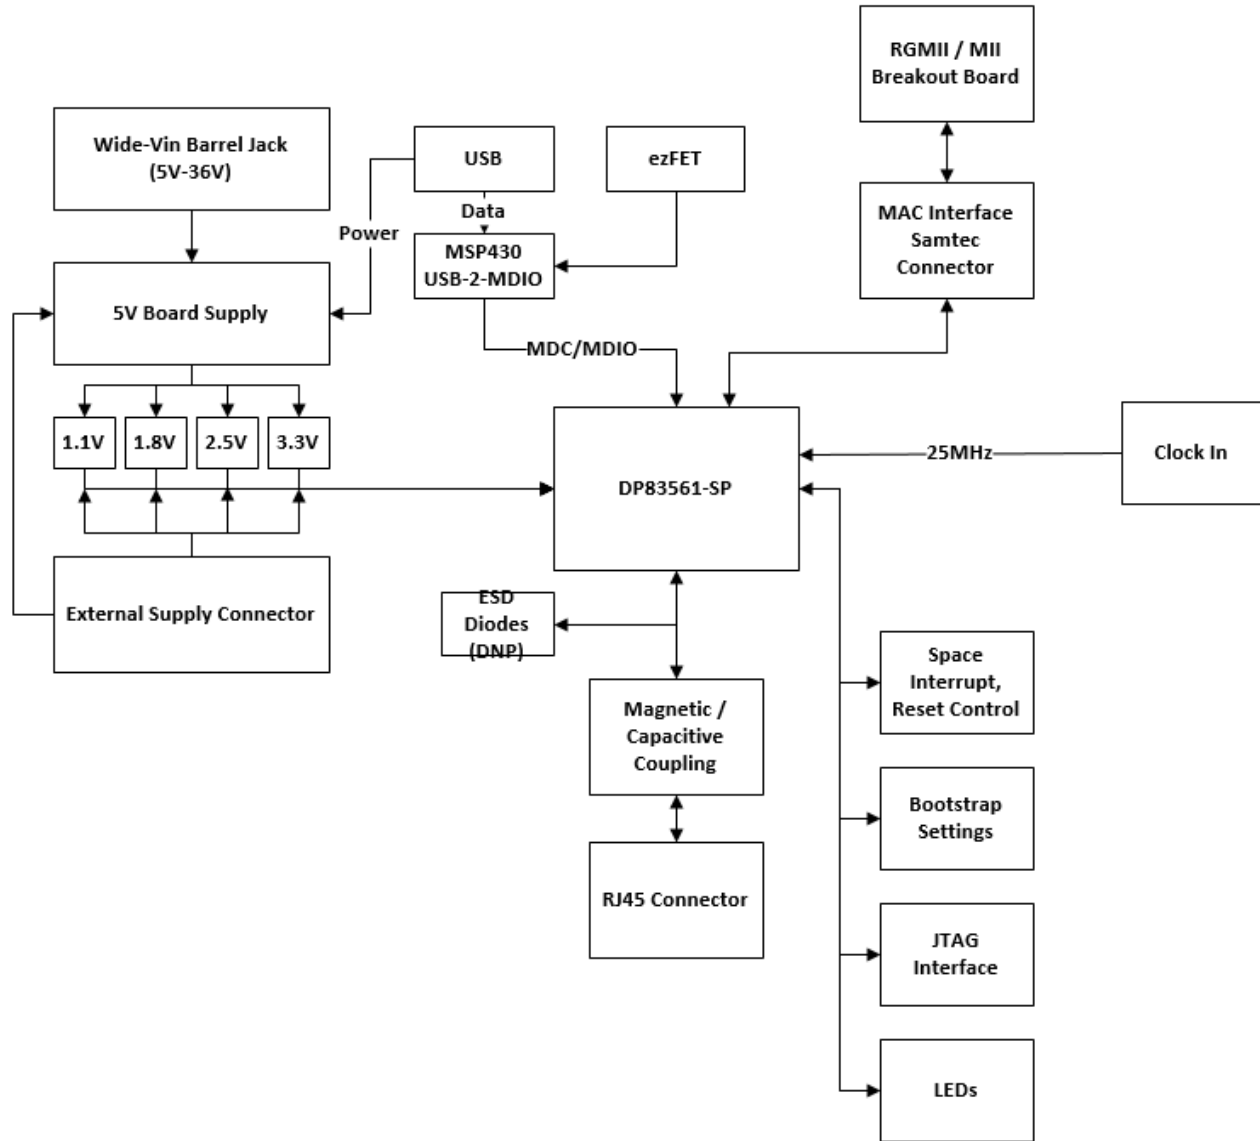 RGMII / MII
Breakout Board
Wide-Vin Barrel Jack
(5V-36V)
USB
ezFET
Data
Power
MSP430
USB-2-MDIO
MAC Interface
Samtec
Connector
5V Board Supply
MDC/MDIO
1.1V
1.8V
2.5V
3.3V
25MHz
Clock In
DP83561-SP
External Supply Connector
ESD
Diodes
(DNP)
Space
Interrupt,
Reset Control
Magnetic /
Capacitive
Coupling
Bootstrap
Settings
RJ45 Connector
JTAG
Interface
LEDs